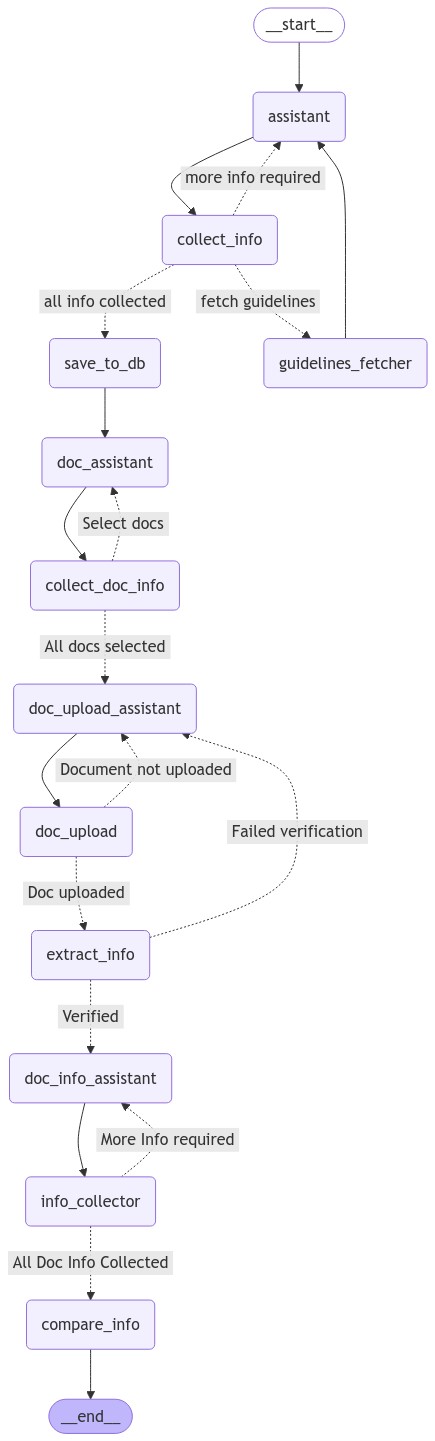 __start__
assistant
more info required
collect_info
all info collected
fetch guidelines
save_to_db
guidelines_fetcher
doc_assistant
Select docs
collect_doc_info
All docs selected
doc_upload_assistant
Document not uploaded
doc_upload
Failed verification
Doc uploaded
extract_info
Verified
doc_info_assistant
More Info required
info_collector
All Doc Info Collected
compare_info
__end__